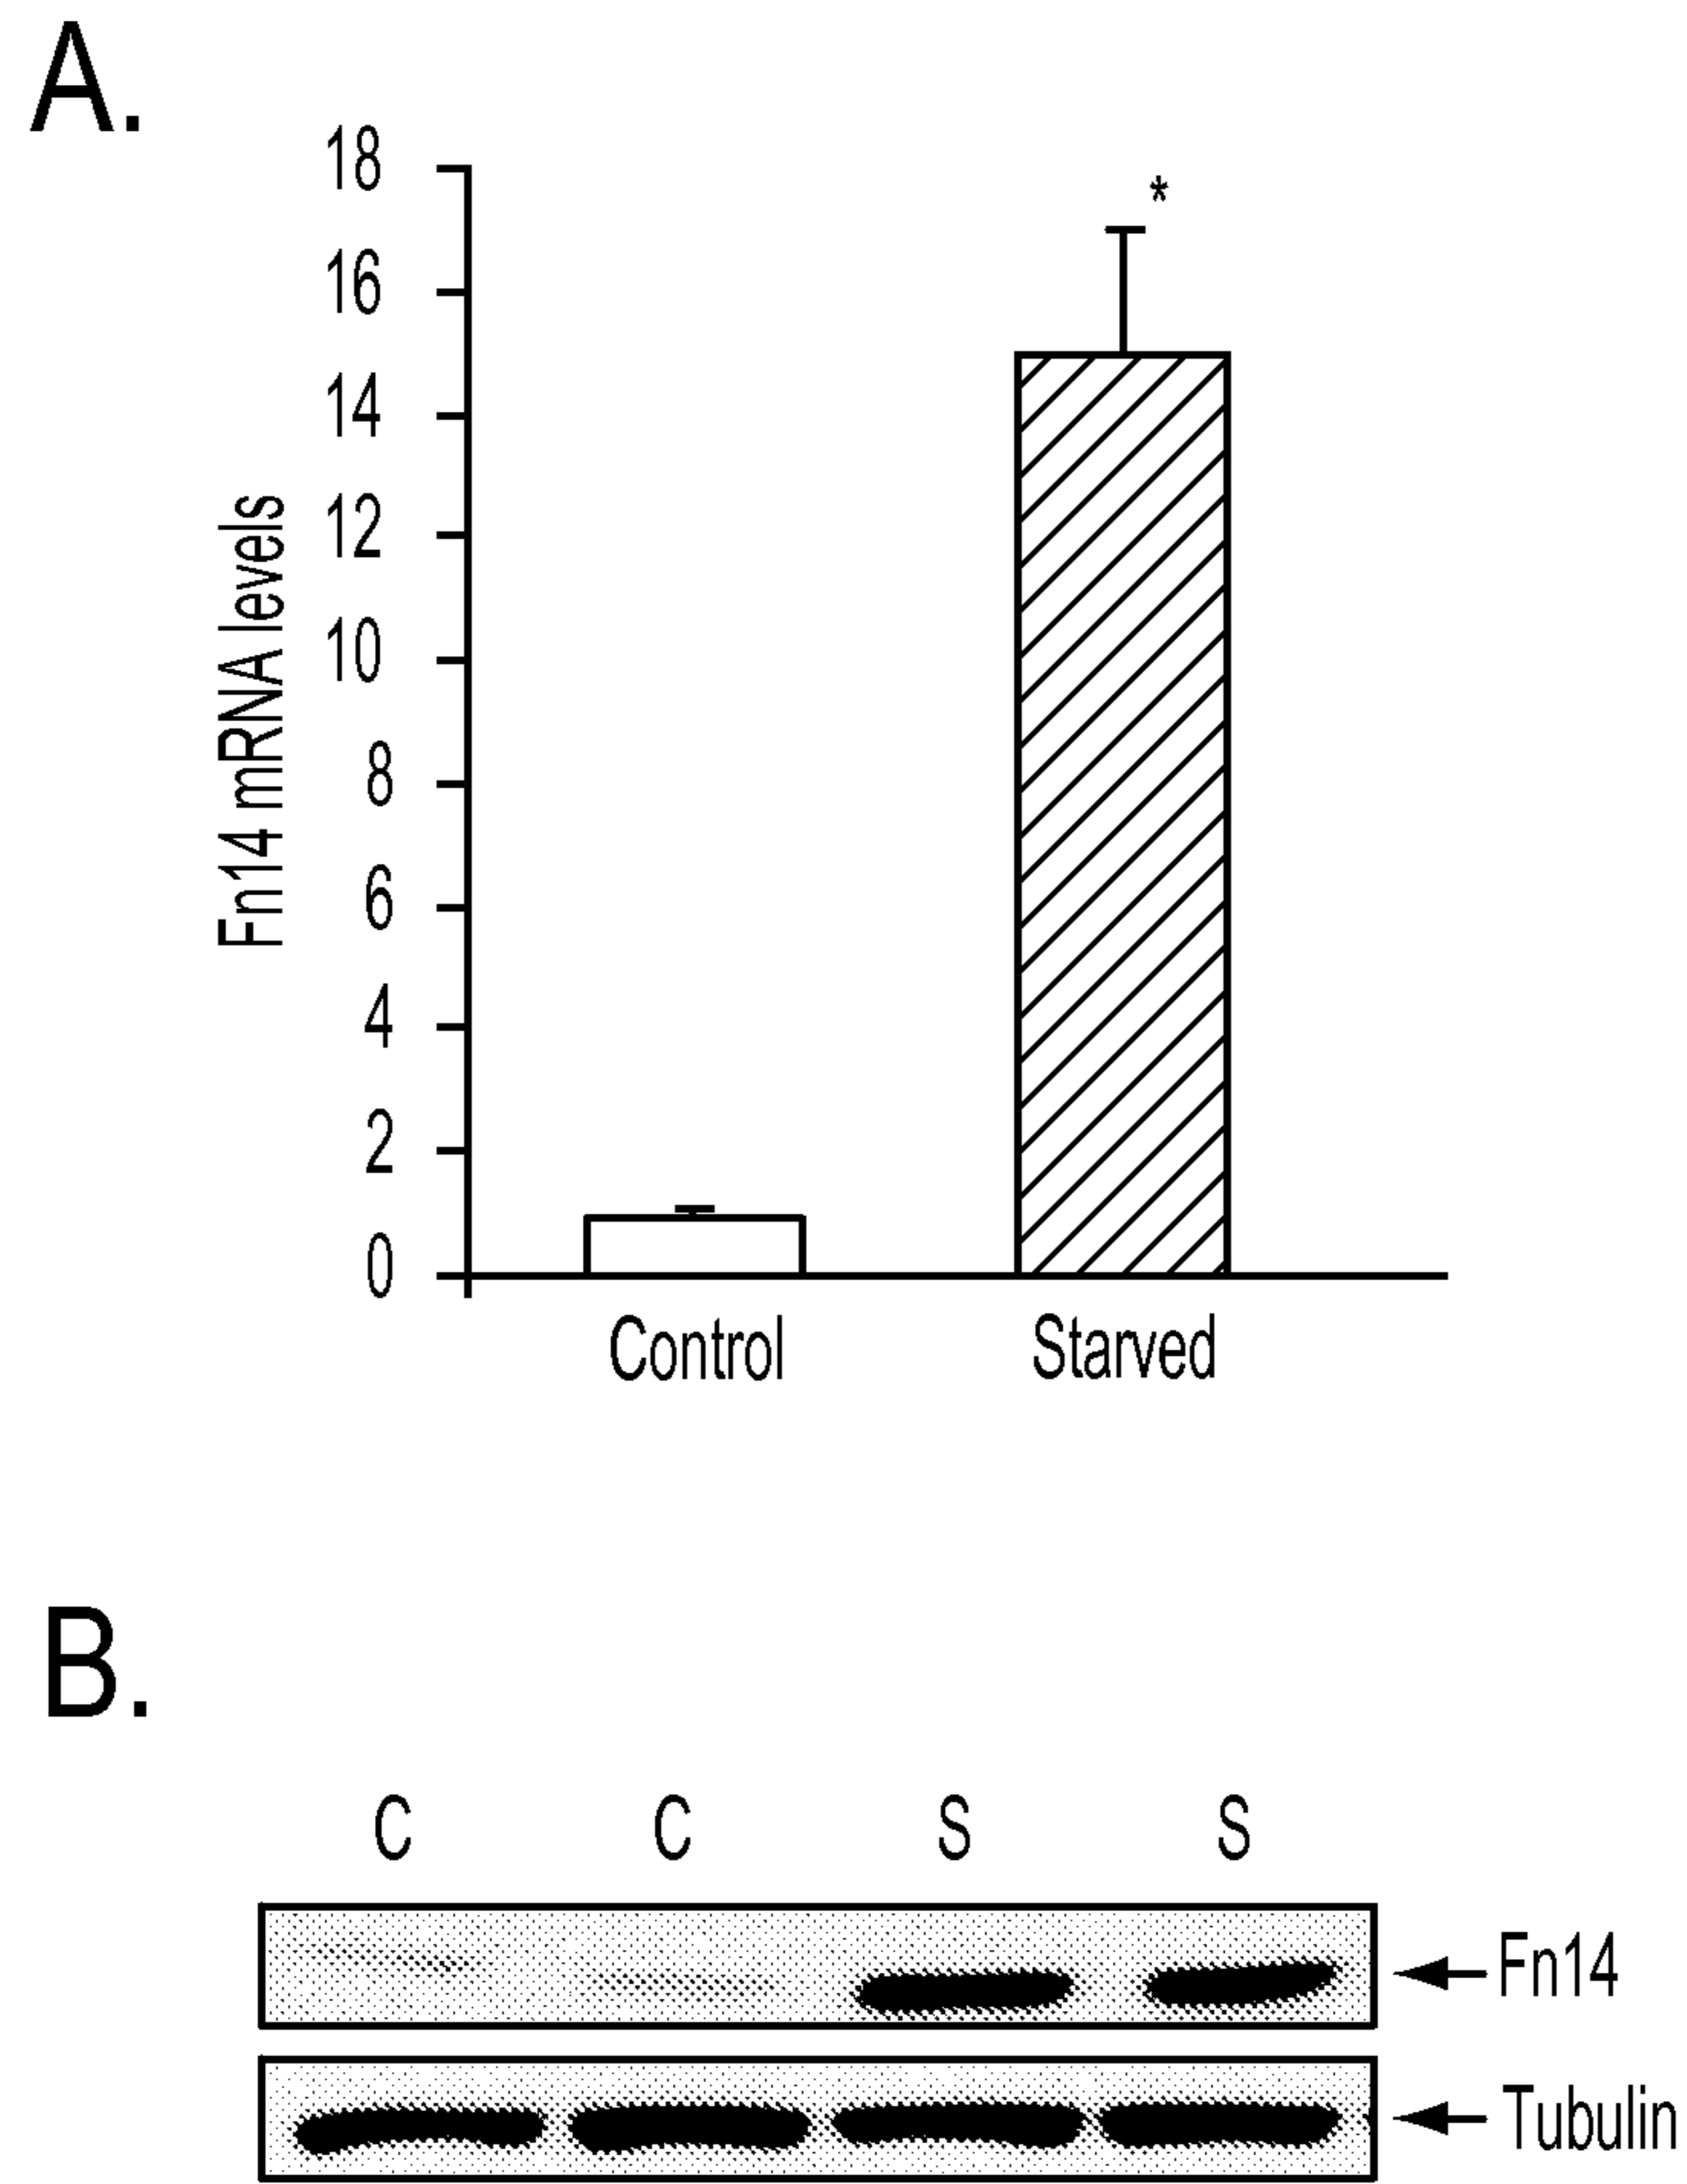 A.
18
*
16
14
12
10
8
6
4
2
0
Fn14 mRNA levels
Control Starved
B.
C C S S
Fn14
Tubulin